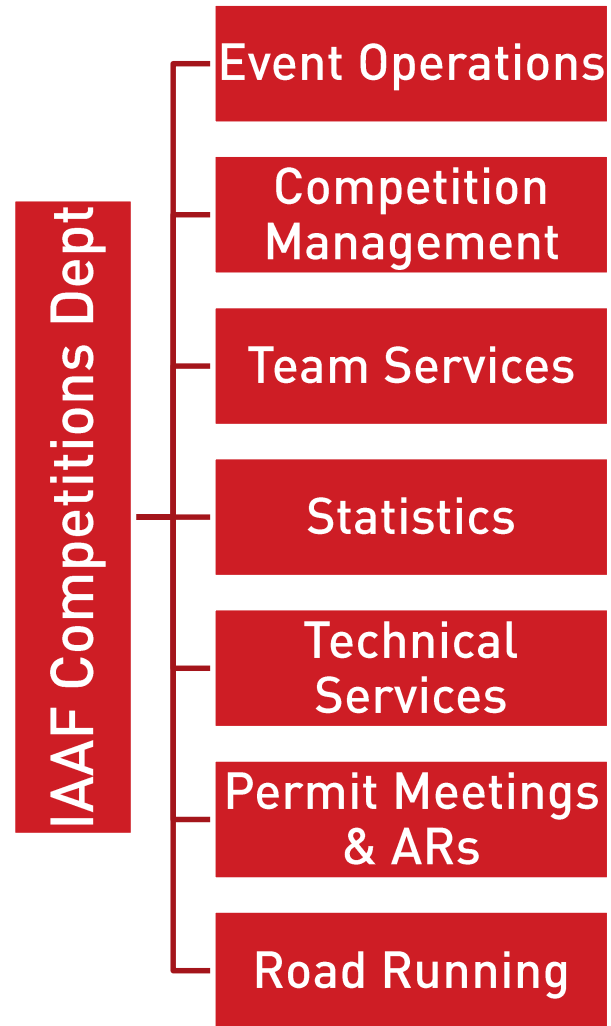 IAAF Competitions Dept
Event Operations
Competition
Management
Team Services
Statistics
Technical
Services
Permit Meetings
& ARs
Road Running